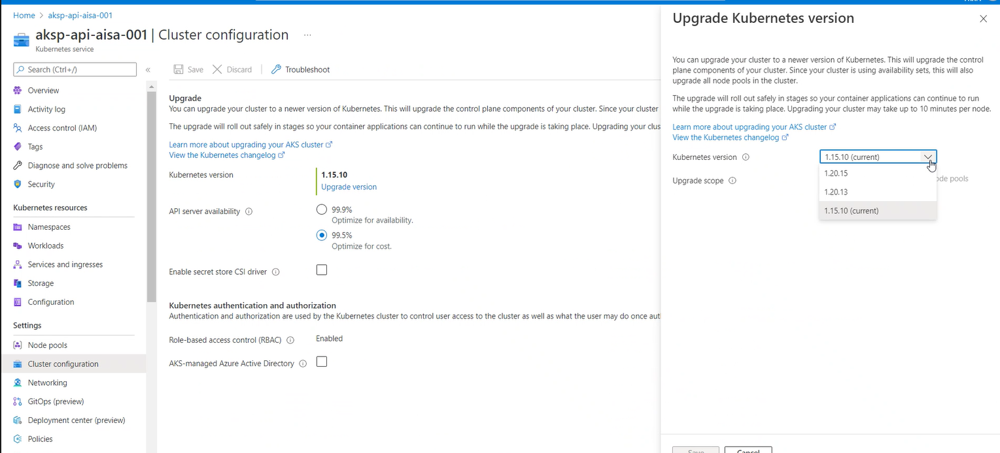 Home > aksp-api-aisa-001
aksp-api-aisa-001 | Cluster configuration ...
Kubernetes service
Search (Ctrl+/)
«
Overview
Activity log
Access control (IAM)
Tags
Diagnose and solve problems
Security
Kubernetes resources
Namespaces
Workloads
Services and ingresses
Storage
Configuration
Settings
Node pools
Cluster configuration
Networking
GitOps (preview)
Deployment center (preview)
Policies
Save Discard Troubleshoot
Upgrade
You can upgrade your cluster to a newer version of Kubernetes. This will upgrade the control plane components of your cluster. Since your cluster
The upgrade will roll out safely in stages so your container applications can continue to run while the upgrade is taking place. Upgrading your clus
Learn more about upgrading your AKS cluster
View the Kubernetes changelog
Kubernetes version
1.15.10
Upgrade version
API server availability
99.9%
Optimize for availability.
99.5%
Optimize for cost.
Enable secret store CSI driver
Kubernetes authentication and authorization
Authentication and authorization are used by the Kubernetes cluster to control user access to the cluster as well as what the user may do once aut
Role-based access control (RBAC) Enabled
AKS-managed Azure Active Directory
Upgrade Kubernetes version
You can upgrade your cluster to a newer version of Kubernetes. This will upgrade the control
plane components of your cluster. Since your cluster is using availability sets, this will also
upgrade all node pools in the cluster.
The upgrade will roll out safely in stages so your container applications can continue to run
while the upgrade is taking place. Upgrading your cluster may take up to 10 minutes per node.
Learn more about upgrading your AKS cluster
View the Kubernetes changelog
Kubernetes version 1.15.10 (current)
1.20.15
1.20.13
1.15.10 (current)
Upgrade scope
ode pools
Save Cancel